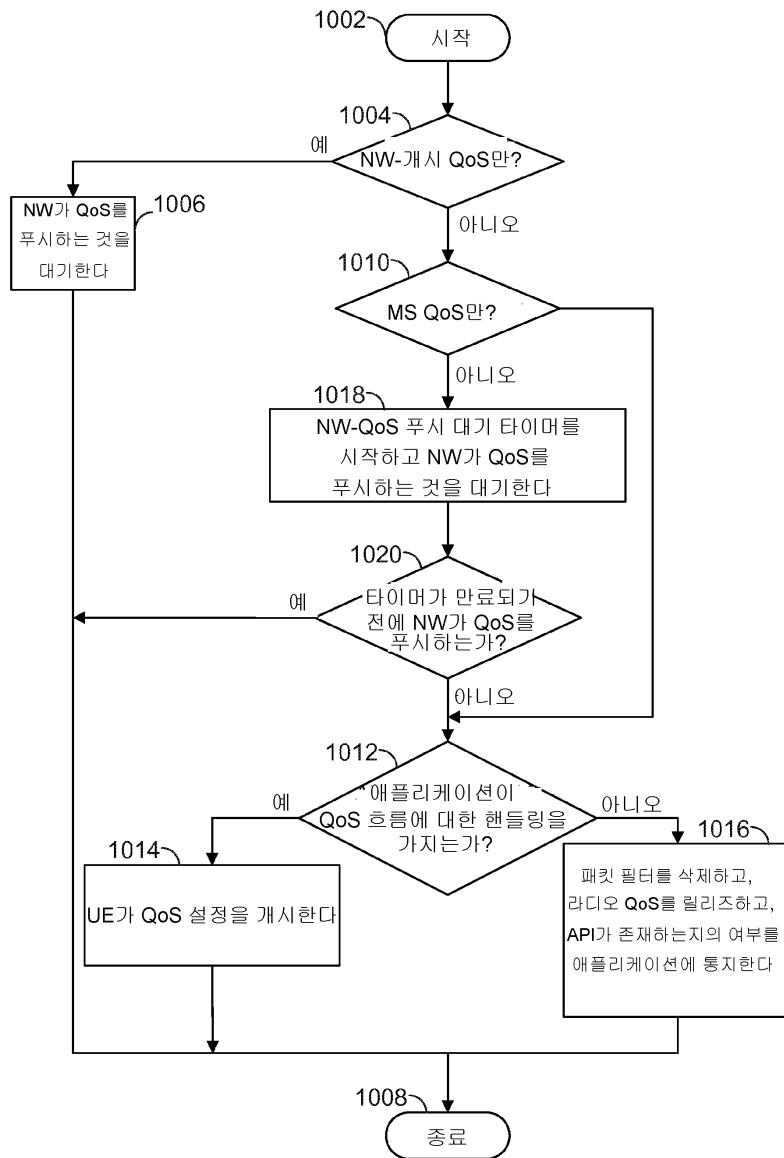 1002
시작
1004
예
NW-개시 QoS만?
1006
NW가 QoS를
푸시하는 것을
대기한다
아니오
1010
MS QoS만?
아니오
1018
NW-QoS 푸시 대기 타이머를
시작하고 NW가 QoS를
푸시하는 것을 대기한다
1020
예
타이머가 만료되기
전에 NW가 QoS를
푸시하는가?
아니오
1012
예
애플리케이션이
QoS 흐름에 대한 핸들링을
가지는가?
아니오
1014
UE가 QoS 설정을 개시한다
1016
패킷 필터를 삭제하고,
라디오 QoS를 릴리즈하고,
API가 존재하는지의 여부를
애플리케이션에 통지한다
1008
종료